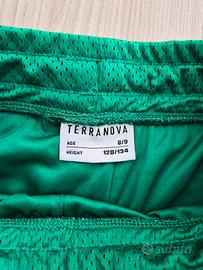 TERRANOVA
AGE 8/9
HEIGHT 128/134
Subito